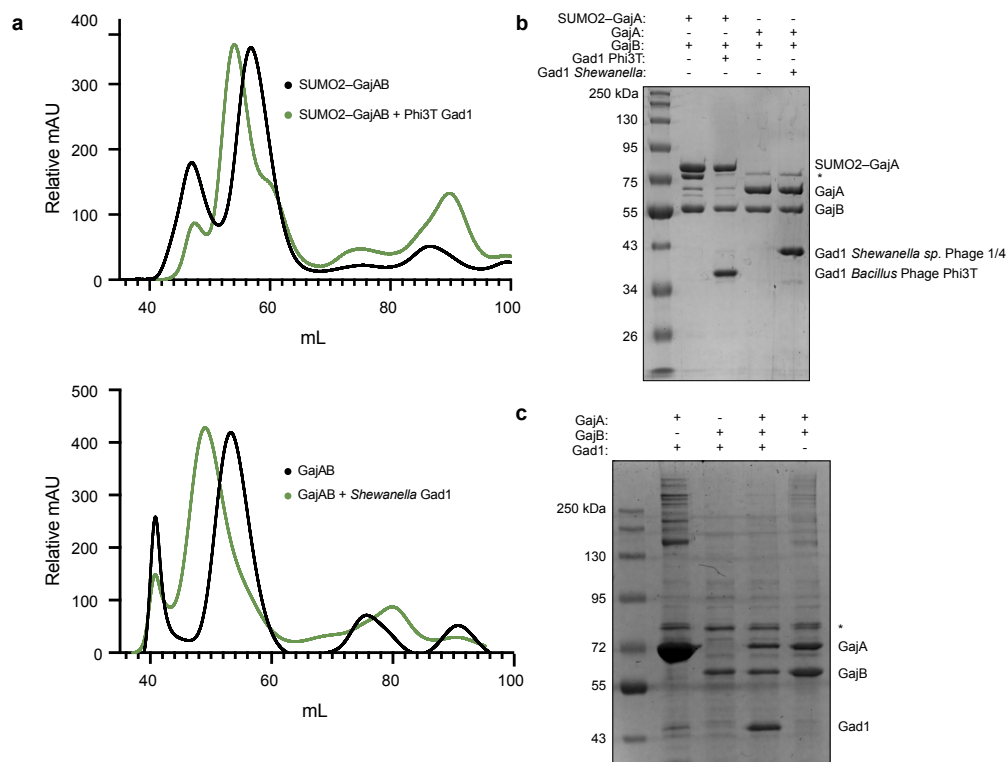 a
Relative mAU
400
300
200
100
0
40
60
80
100
mL
SUMO2–GajAB
SUMO2–GajAB + Phi3T Gad1
Relative mAU
500
400
300
200
100
0
40
60
80
100
mL
GajAB
GajAB + Shewanella Gad1
b
SUMO2–GajA: + + - -
GajA: - - + +
GajB: + + + +
Gad1 Phi3T: - + - -
Gad1 Shewanella: - - - +
250 kDa
130
95
75
55
43
34
26
SUMO2–GajA
*
GajA
GajB
Gad1 Shewanella sp. Phage 1/4
Gad1 Bacillus Phage Phi3T
c
GajA: + - + +
GajB: - + + +
Gad1: + + + -
250 kDa
130
95
72
55
43
*
GajA
GajB
Gad1